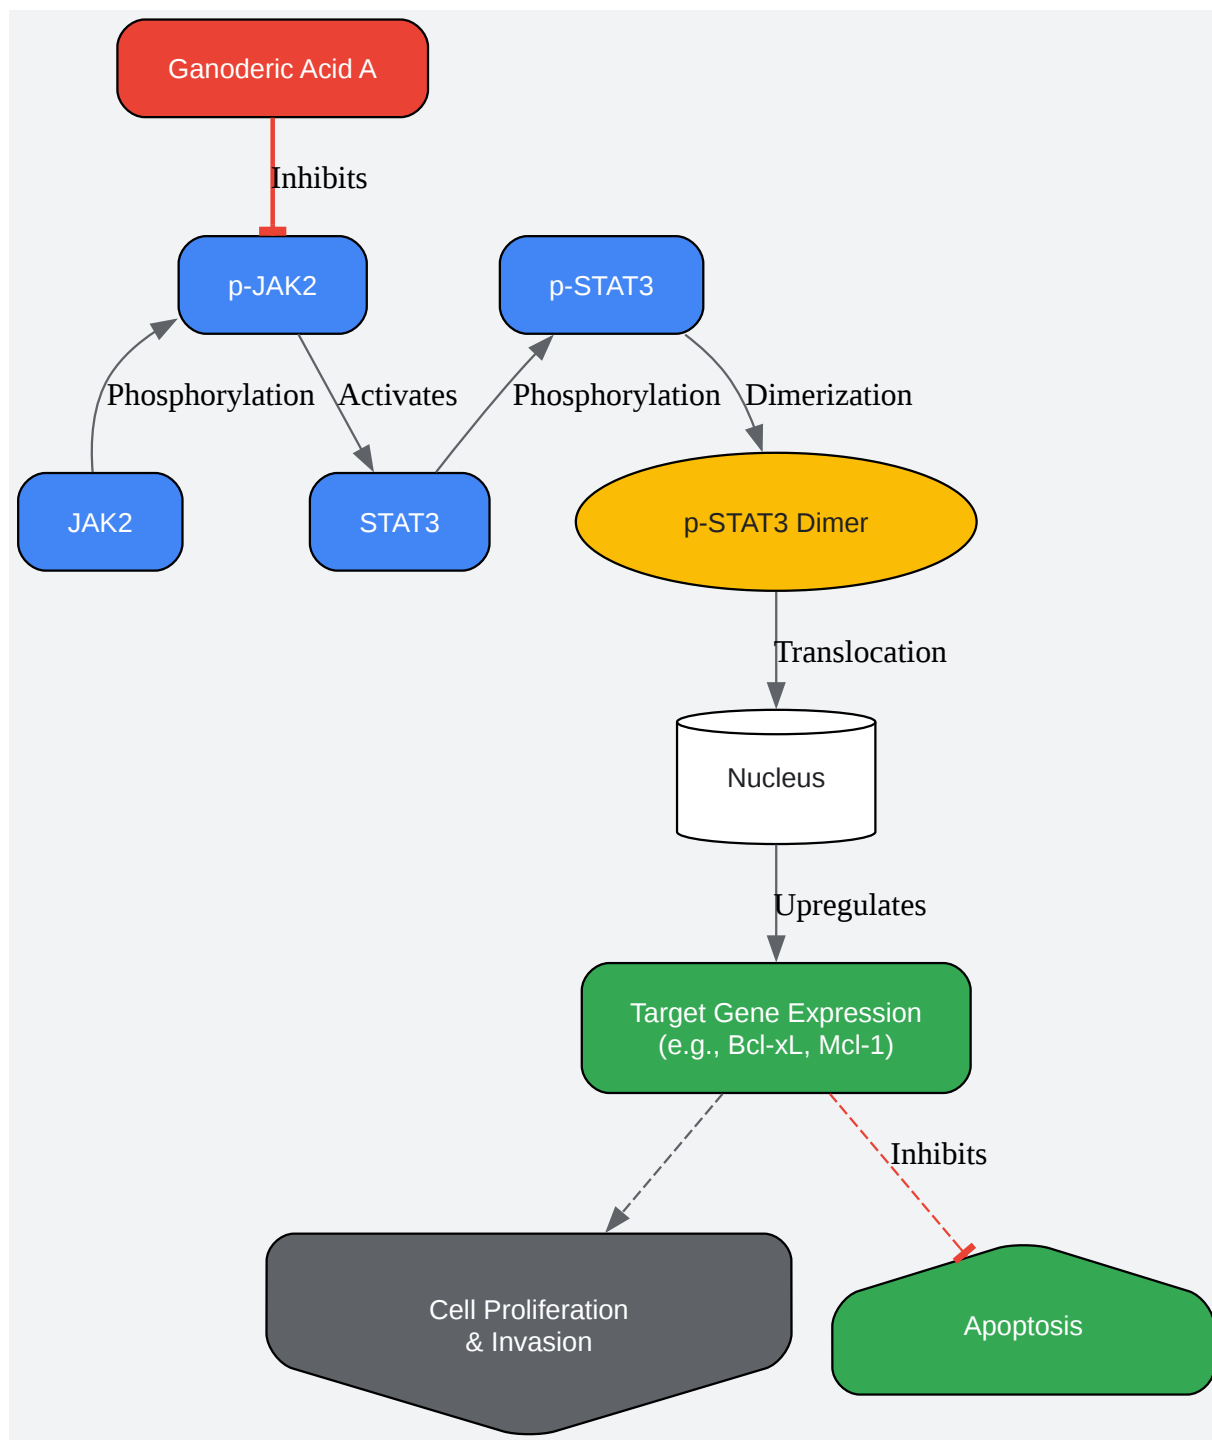 Ganoderic Acid A
Inhibits
p-JAK2
p-STAT3
Phosphorylation
Activates
Phosphorylation
Dimerization
JAK2
STAT3
p-STAT3 Dimer
Translocation
Nucleus
Upregulates
Target Gene Expression
(e.g., Bcl-xL, Mcl-1)
Inhibits
Cell Proliferation
& Invasion
Apoptosis